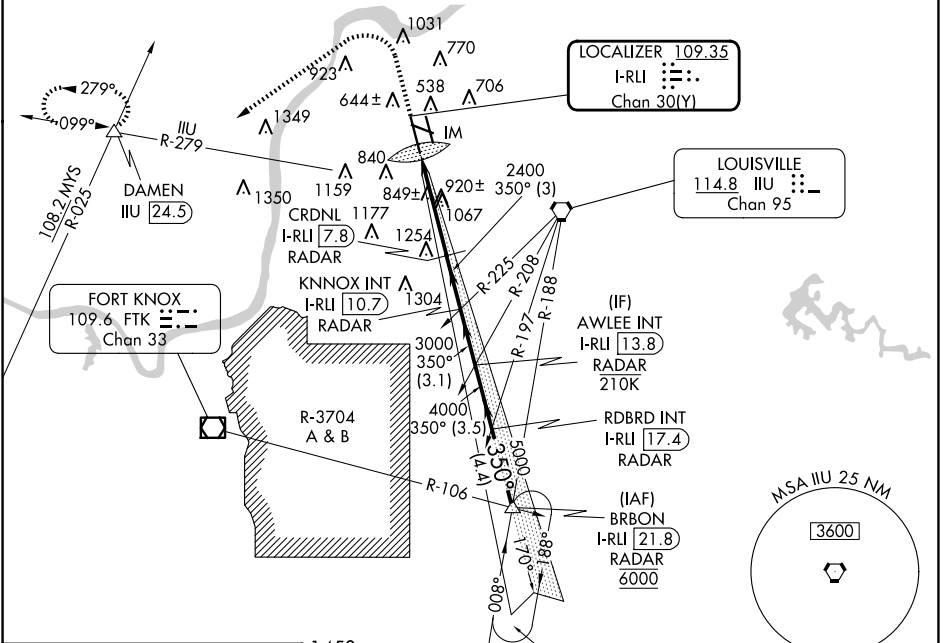 1031
770
923
644±
538
706
LOCALIZER 109.35
I-RLI
Chan 30(Y)
279°
099°
IIU
R-279
1349
IM
840
2400
350° (3)
LOUISVILLE
114.8 IIU
Chan 95
DAMEN
IIU 24.5
108.2 MYS
R-025
1350
1159
849±
920±
1067
CRDNL
I-RLI 7.8
RADAR
1177
1254
R-225
R-208
R-197
R-188
KNNOX INT
I-RLI 10.7
RADAR
1304
FORT KNOX
109.6 FTK
Chan 33
(IF)
AWLEE INT
I-RLI 13.8
RADAR
210K
3000
350°
(3.1)
4000
350° (3.5)
R-3704
A & B
RDBRD INT
I-RLI 17.4
RADAR
350°
5000
(4.4)
R-106
(IAF)
BRBON
I-RLI 21.8
RADAR
6000
170°
188°
008°
MSA IIU 25 NM
3600